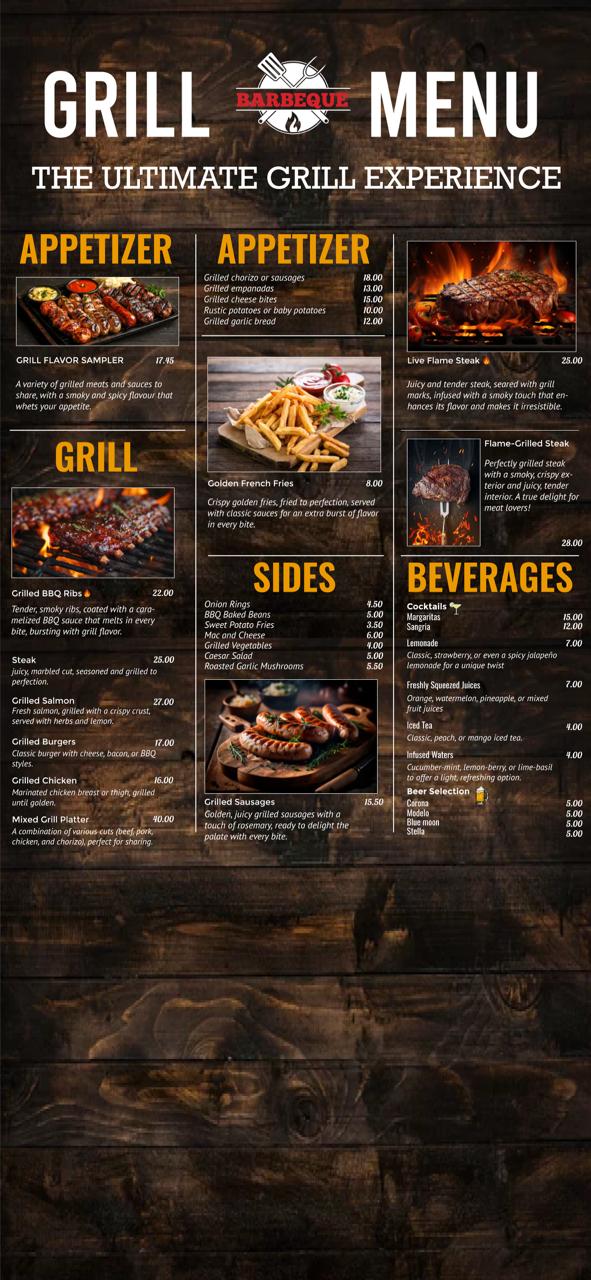 GRILL
BARBEQUE
MENU
THE ULTIMATE GRILL EXPERIENCE
APPETIZER
GRILL FLAVOR SAMPLER 17.45
A variety of grilled meats and sauces to
share, with a smoky and spicy flavour that
whets your appetite.
GRILL
Grilled BBQ Ribs🔥 22.00
Tender, smoky ribs, coated with a cara-
melized BBQ sauce that melts in every
bite, bursting with grill flavor.
Steak 25.00
juicy, marbled cut, seasoned and grilled to
perfection.
Grilled Salmon 27.00
Fresh salmon, grilled with a crispy crust,
served with herbs and lemon.
Grilled Burgers 17.00
Classic burger with cheese, bacon, or BBQ
styles.
Grilled Chicken 16.00
Marinated chicken breast or thigh, grilled
until golden.
Mixed Grill Platter 40.00
A combination of various cuts (beef, pork,
chicken, and chorizo), perfect for sharing.
APPETIZER
Grilled chorizo or sausages 18.00
Grilled empanadas 13.00
Grilled cheese bites 15.00
Rustic potatoes or baby potatoes 10.00
Grilled garlic bread 12.00
Golden French Fries 8.00
Crispy golden fries, fried to perfection, served
with classic sauces for an extra burst of flavor
in every bite.
SIDES
Onion Rings 4.50
BBQ Baked Beans 5.00
Sweet Potato Fries 3.50
Mac and Cheese 6.00
Grilled Vegetables 4.00
Caesar Salad 5.00
Roasted Garlic Mushrooms 5.50
Grilled Sausages 15.50
Golden, juicy grilled sausages with a
touch of rosemary, ready to delight the
palate with every bite.
Live Flame Steak 🔥 25.00
Juicy and tender steak, seared with grill
marks, infused with a smoky touch that en-
hances its flavor and makes it irresistible.
Flame-Grilled Steak
Perfectly grilled steak
with a smoky, crispy ex-
terior and juicy, tender
interior. A true delight for
meat lovers!
28.00
BEVERAGES
Cocktails 🍸
Margaritas 15.00
Sangria 12.00
Lemonade 7.00
Classic, strawberry, or even a spicy jalapeño
lemonade for a unique twist
Freshly Squeezed Juices 7.00
Orange, watermelon, pineapple, or mixed
fruit juices
Iced Tea 4.00
Classic, peach, or mango iced tea.
Infused Waters 4.00
Cucumber-mint, lemon-berry, or lime-basil
to offer a light, refreshing option.
Beer Selection 🍺
Corona 5.00
Modelo 5.00
Blue moon 5.00
Stella 5.00